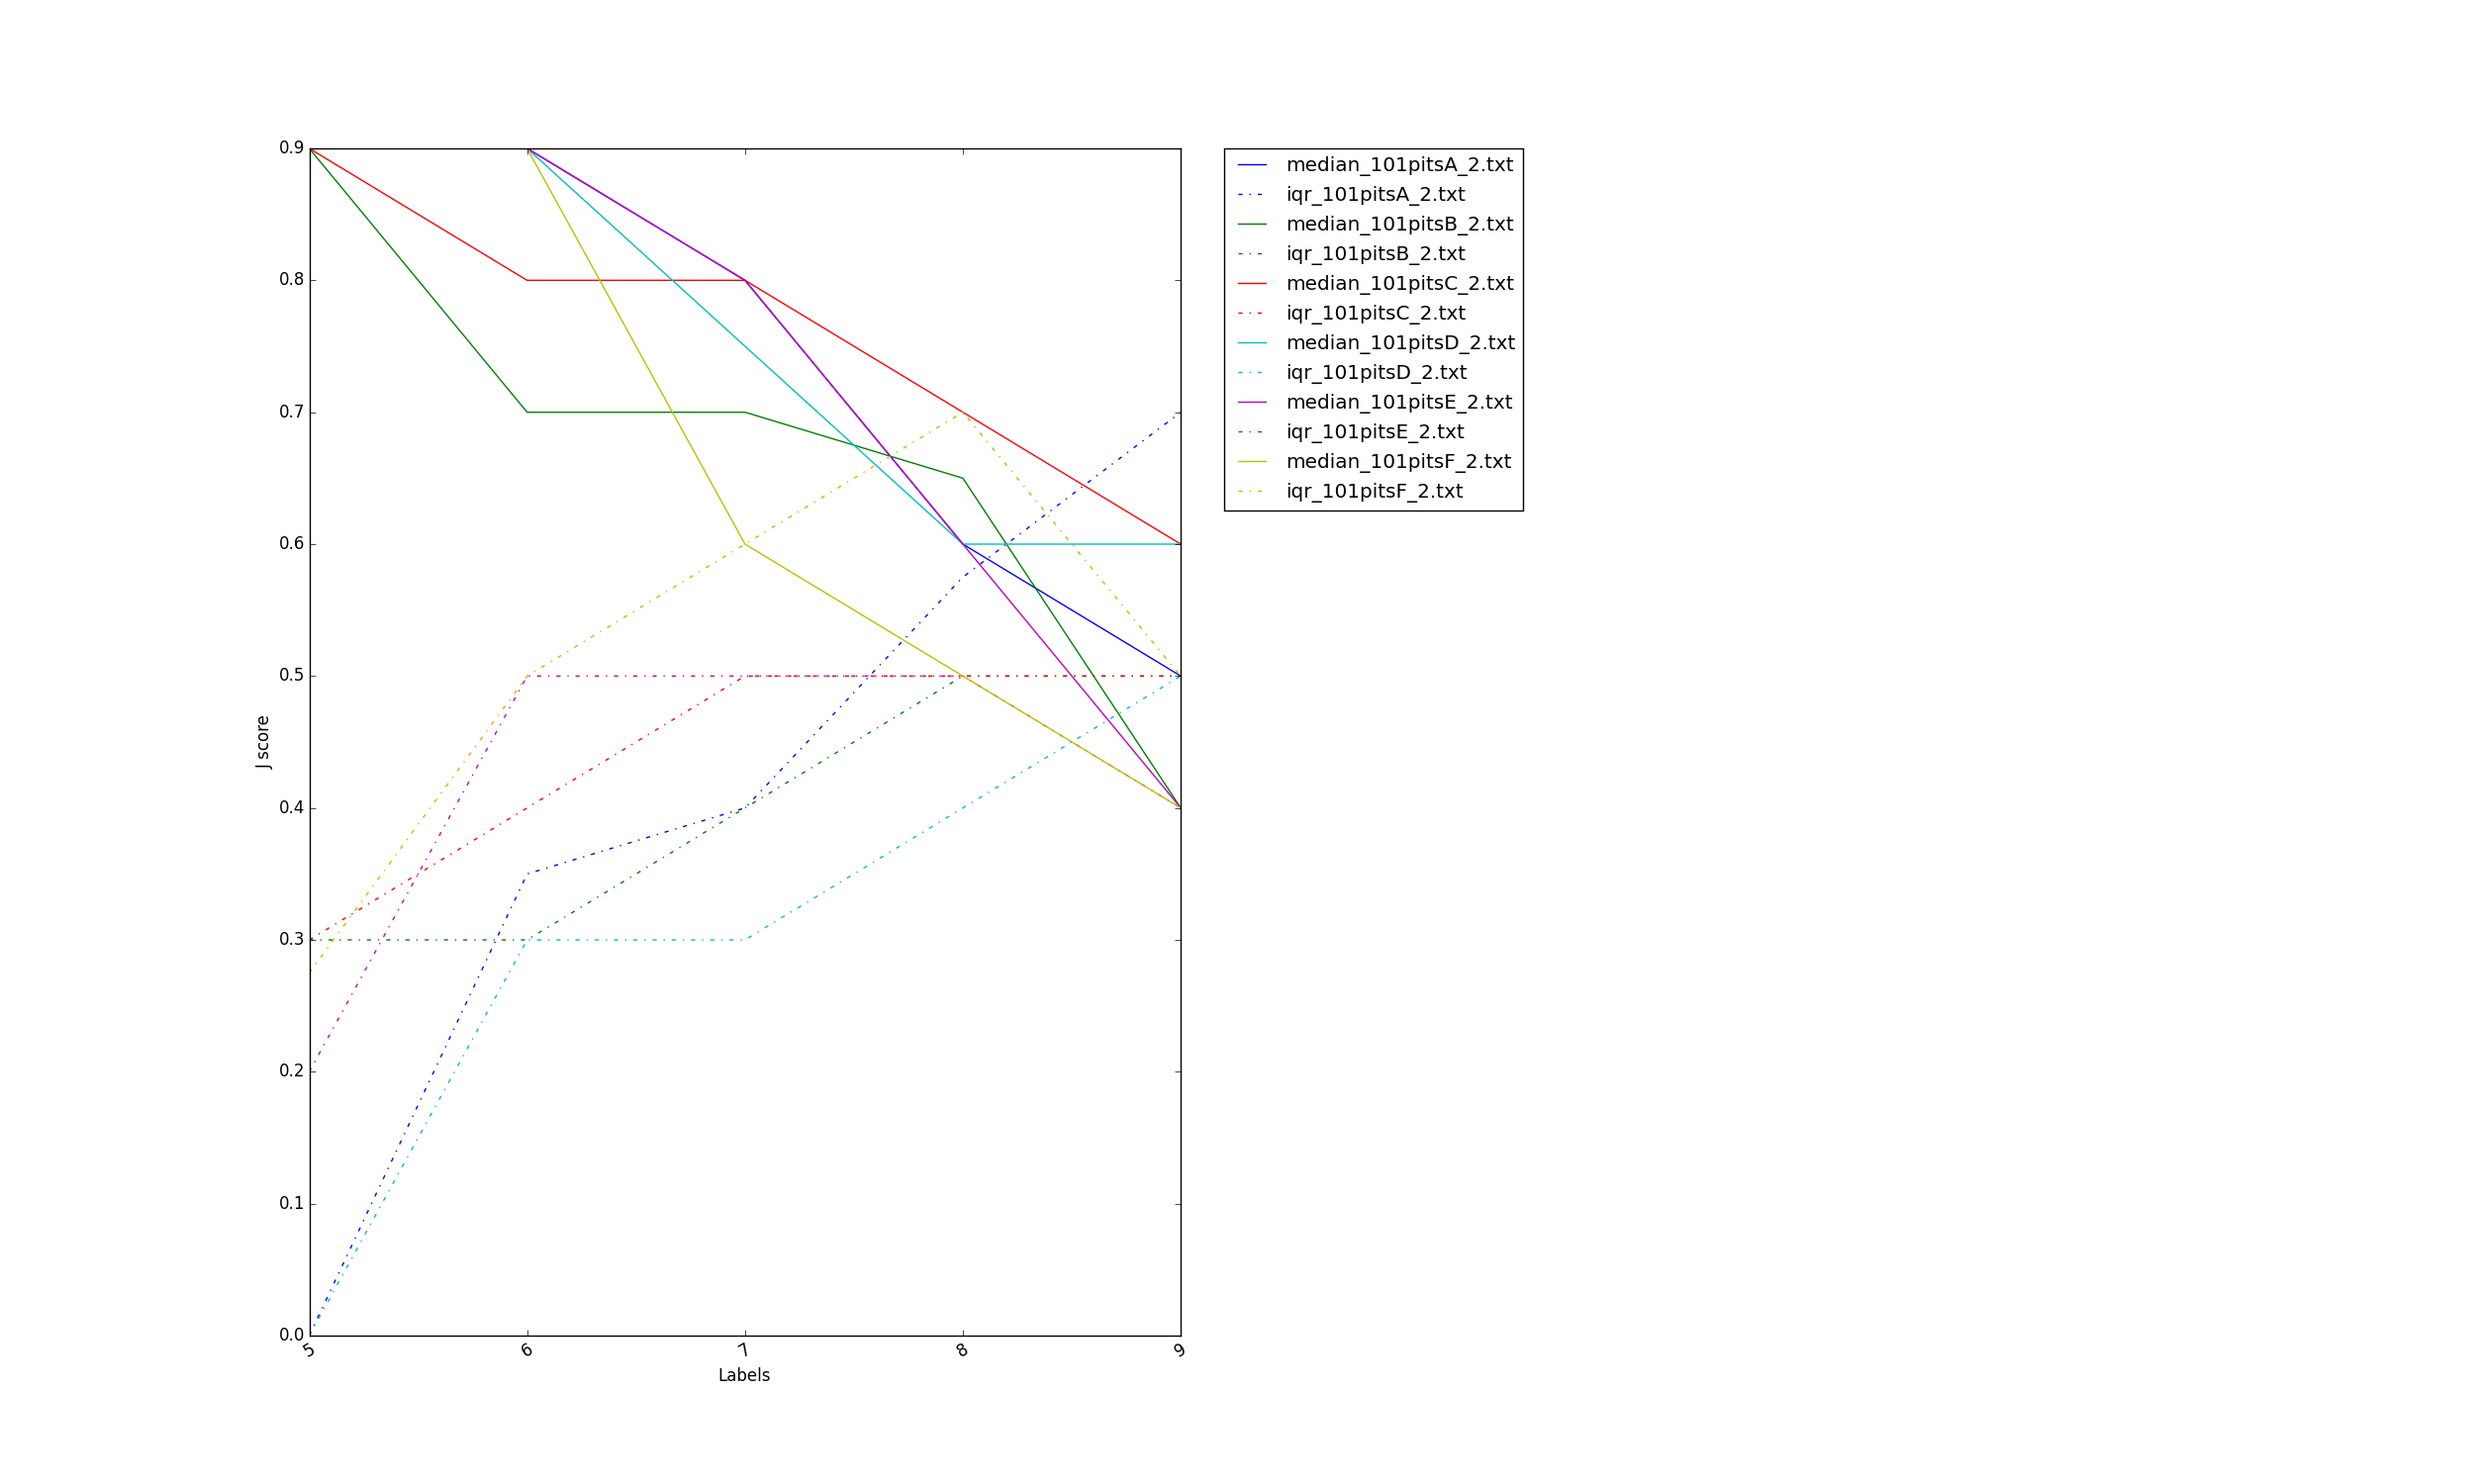 0.9
0.8
0.7
0.6
0.5
0.4
0.3
0.2
0.1
0.0
J score
5 6 7 8 9
Labels
median_101pitsA_2.txt
iqr_101pitsA_2.txt
median_101pitsB_2.txt
iqr_101pitsB_2.txt
median_101pitsC_2.txt
iqr_101pitsC_2.txt
median_101pitsD_2.txt
iqr_101pitsD_2.txt
median_101pitsE_2.txt
iqr_101pitsE_2.txt
median_101pitsF_2.txt
iqr_101pitsF_2.txt